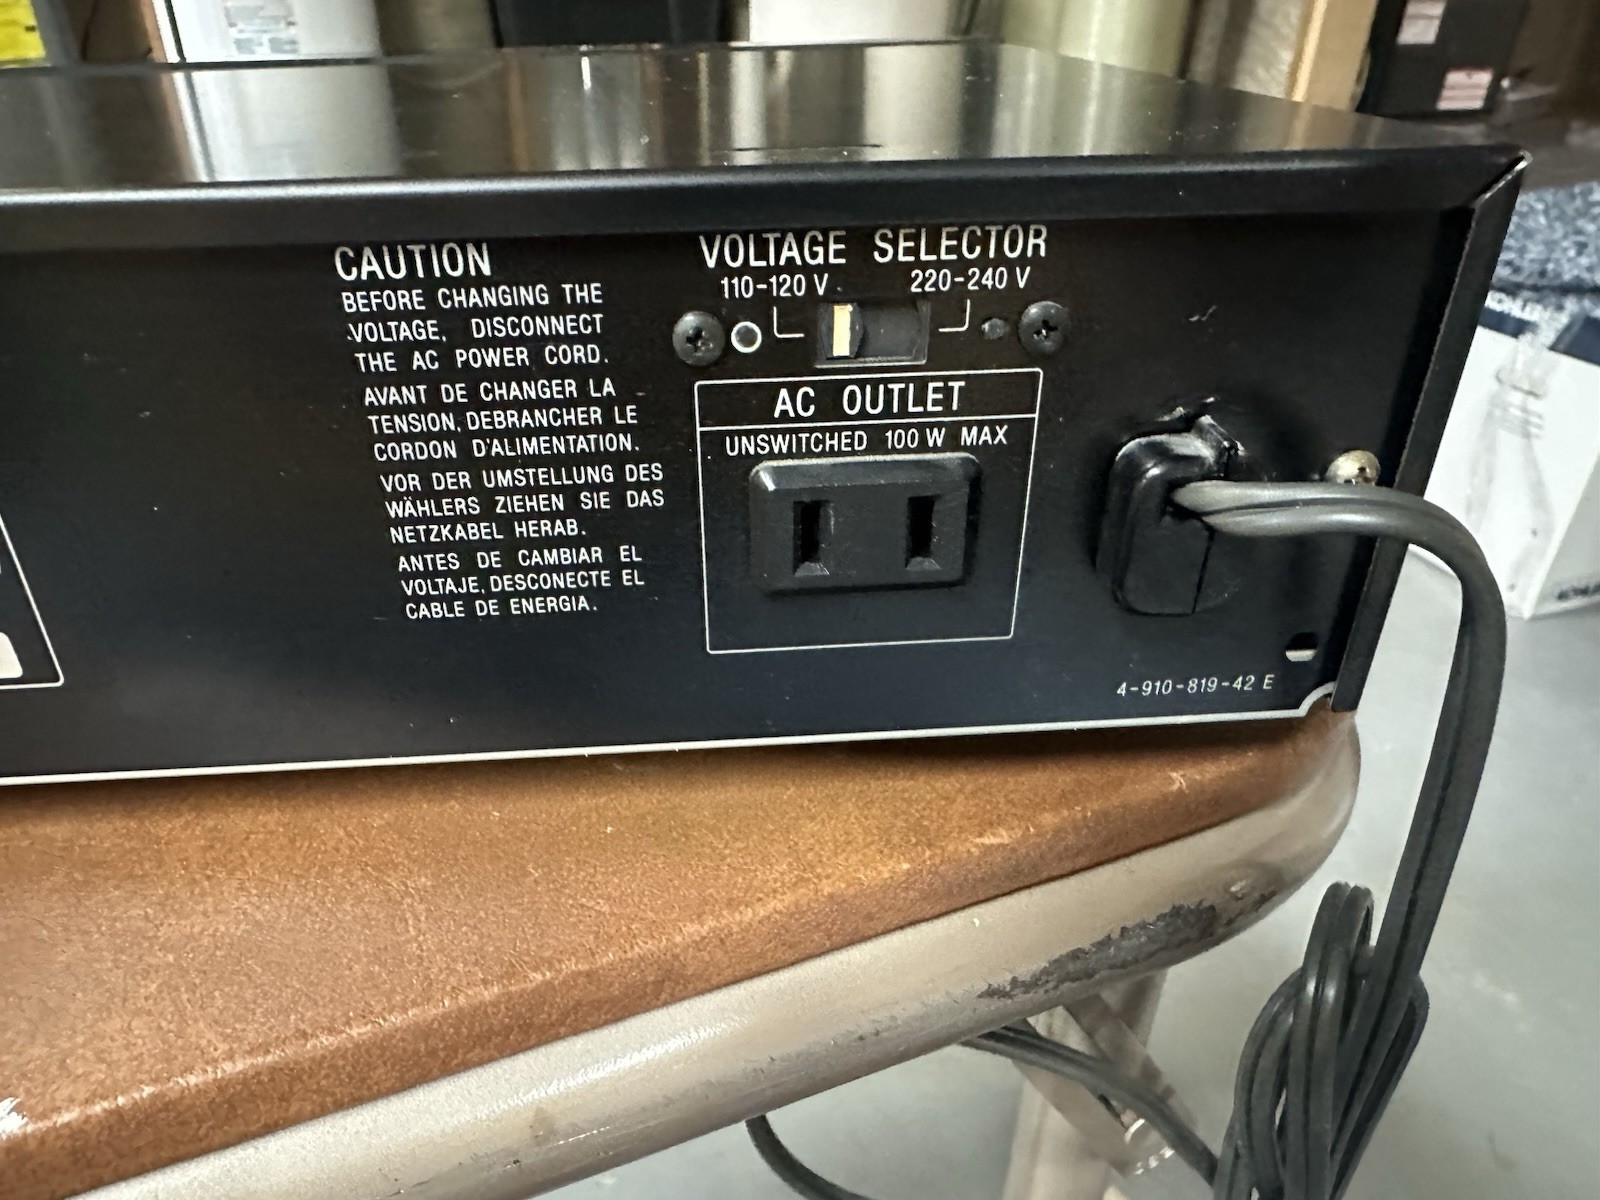 CAUTION
BEFORE CHANGING THE
VOLTAGE, DISCONNECT
THE AC POWER CORD.
AVANT DE CHANGER LA
TENSION, DEBRANCHER LE
CORDON D'ALIMENTATION.
VOR DER UMSTELLUNG DES
WÄHLERS ZIEHEN SIE DAS
NETZKABEL HERAB.
ANTES DE CAMBIAR EL
VOLTAJE, DESCONECTE EL
CABLE DE ENERGIA.
VOLTAGE SELECTOR
110-120 V
220-240 V
AC OUTLET
UNSWITCHED 100 W MAX
4-910-819-42 E